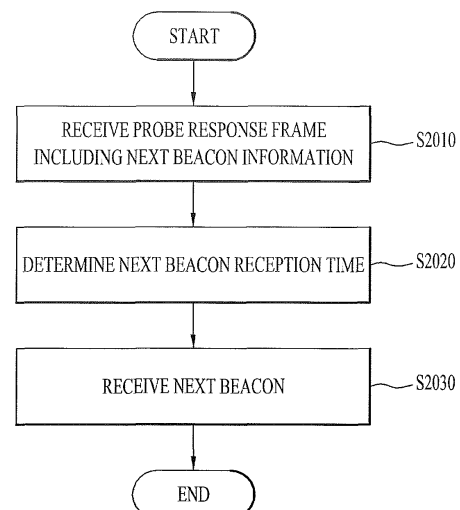 START
RECEIVE PROBE RESPONSE FRAME
INCLUDING NEXT BEACON INFORMATION
S2010
DETERMINE NEXT BEACON RECEPTION TIME
S2020
RECEIVE NEXT BEACON
S2030
END